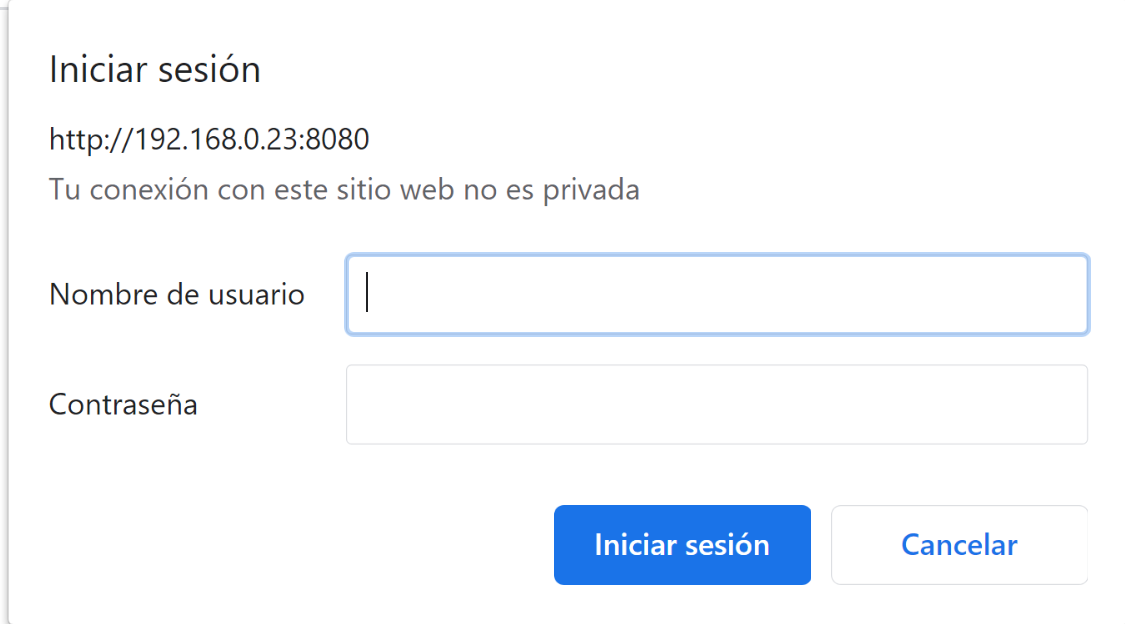 Iniciar sesión
http://192.168.0.23:8080
Tu conexión con este sitio web no es privada
Nombre de usuario
Contraseña
Iniciar sesión
Cancelar